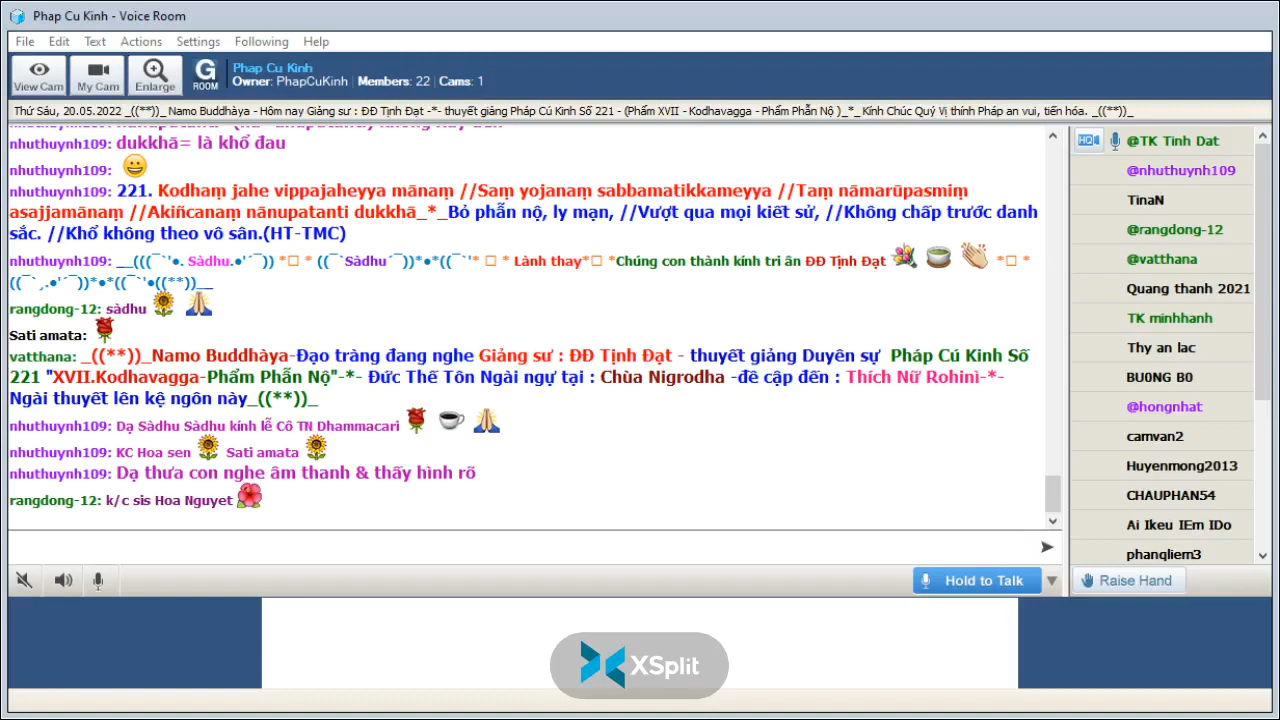 Phap Cu Kinh - Voice Room
File Edit Text Actions Settings Following Help
View Cam My Cam Enlarge G ROOM
Phap Cu Kinh
Owner: PhapCuKinh | Members: 22 | Cams: 1
Thứ Sáu, 20.05.2022 _((**))_ Namo Buddhàya - Hôm nay Giảng sư : ĐĐ Tịnh Đạt -*- thuyết giảng Pháp Cú Kinh Số 221 - (Phẩm XVII - Kodhavagga - Phẩm Phẫn Nộ )_*_ Kính Chúc Quý Vị thính Pháp an vui, tiến hóa. _((**))_
nhuthuynh109: dukkhā= là khổ đau
nhuthuynh109:
nhuthuynh109: 221. Kodhaṃ jahe vippajaheyya mānaṃ //Saṃ yojanaṃ sabbamatikkameyya //Taṃ nāmarūpasmiṃ
asajjamānaṃ //Akiñcanaṃ nānupatanti dukkhā_*_Bỏ phẫn nộ, ly mạn, //Vượt qua mọi kiết sử, //Không chấp trước danh
sắc. //Khổ không theo vô sân.(HT-TMC)
nhuthuynh109: __(((¯`'•. Sàdhu.•'´¯)) *□ * ((¯`Sàdhu´¯))*•*((¯`'* □ * Lành thay*□ *Chúng con thành kính tri ân ĐĐ Tịnh Đạt *□ *
((¯`¸.•'´¯))*•*((¯`'•((**))__
rangdong-12: sàdhu
Sati amata:
vatthana: _((**))_Namo Buddhàya-Đạo tràng đang nghe Giảng sư : ĐĐ Tịnh Đạt - thuyết giảng Duyên sự Pháp Cú Kinh Số
221 "XVII.Kodhavagga-Phẩm Phẫn Nộ"-*- Đức Thế Tôn Ngài ngự tại : Chùa Nigrodha -đề cập đến : Thích Nữ Rohinì-*-
Ngài thuyết lên kệ ngôn này_((**))_
nhuthuynh109: Dạ Sàdhu Sàdhu kính lễ Cô TN Dhammacari
nhuthuynh109: KC Hoa sen Sati amata
nhuthuynh109: Dạ thưa con nghe âm thanh & thấy hình rõ
rangdong-12: k/c sis Hoa Nguyet
Hold to Talk
HD
@TK Tinh Dat
@nhuthuynh109
TinaN
@rangdong-12
@vatthana
Quang thanh 2021
TK minhhanh
Thy an lac
BU0NG B0
@hongnhat
camvan2
Huyenmong2013
CHAUPHAN54
Ai Ikeu IEm IDo
phanqliem3
Raise Hand
XSplit